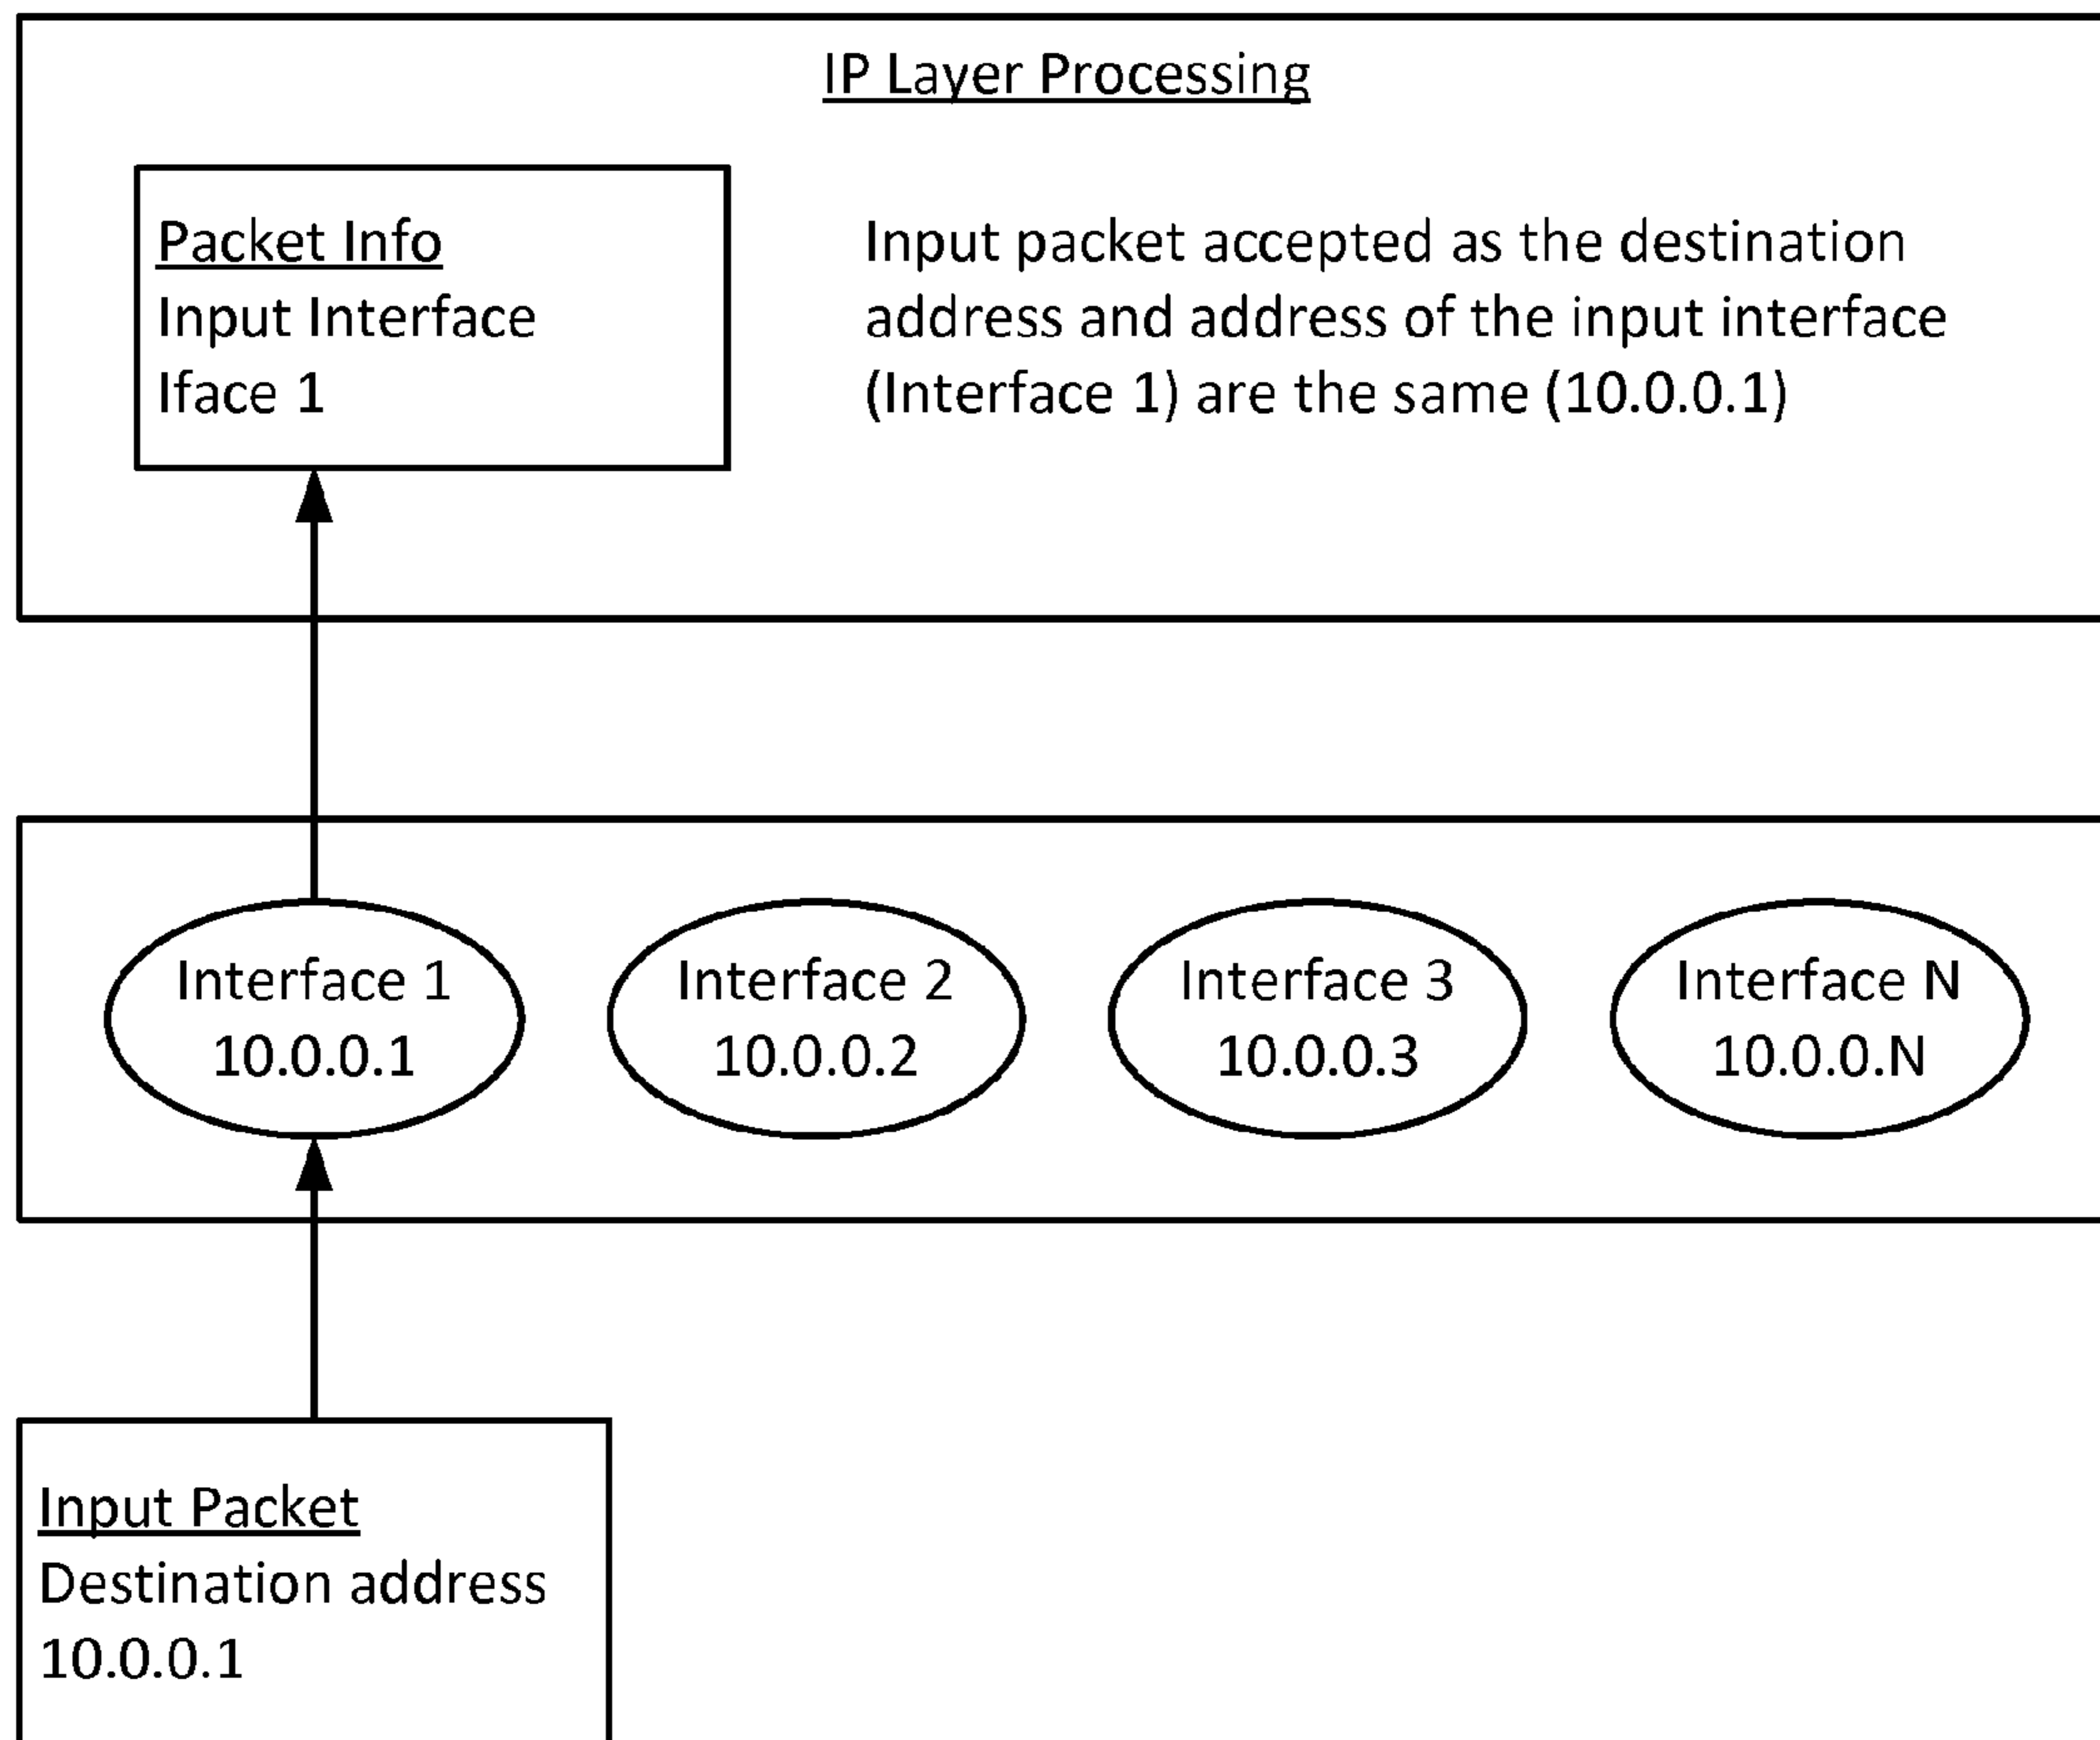 IP Layer Processing
Packet Info
Input Interface
Iface 1
Input packet accepted as the destination
address and address of the input interface
(Interface 1) are the same (10.0.0.1)
Interface 1
10.0.0.1
Interface 2
10.0.0.2
Interface 3
10.0.0.3
Interface N
10.0.0.N
Input Packet
Destination address
10.0.0.1